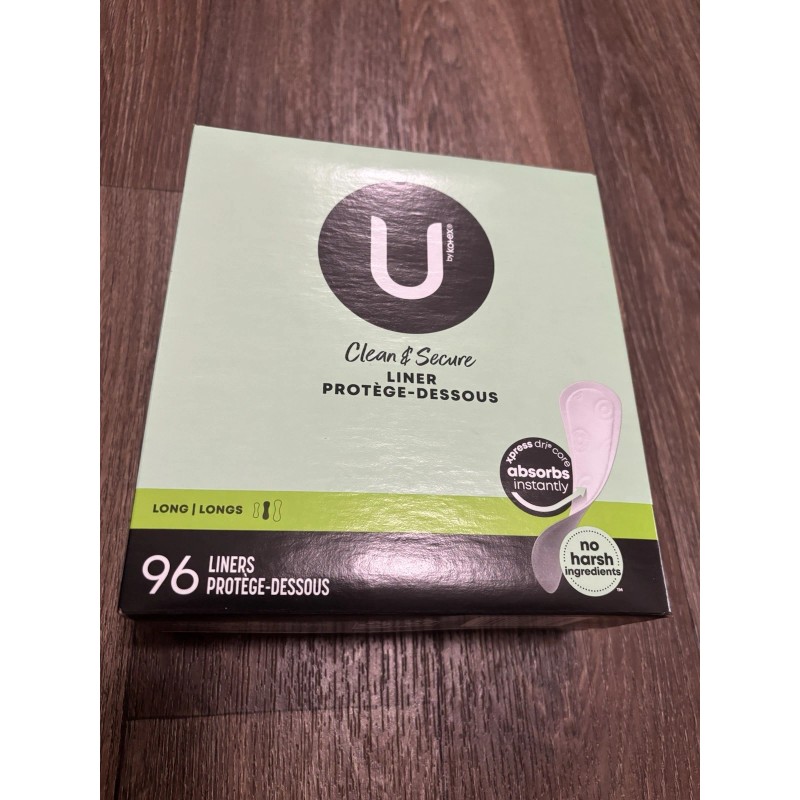 U
by kotex®
Clean & Secure
LINER
PROTÈGE-DESSOUS
xpress dri® core
absorbs
instantly
LONG | LONGS
no
harsh
ingredients
™
96 LINERS
PROTÈGE-DESSOUS